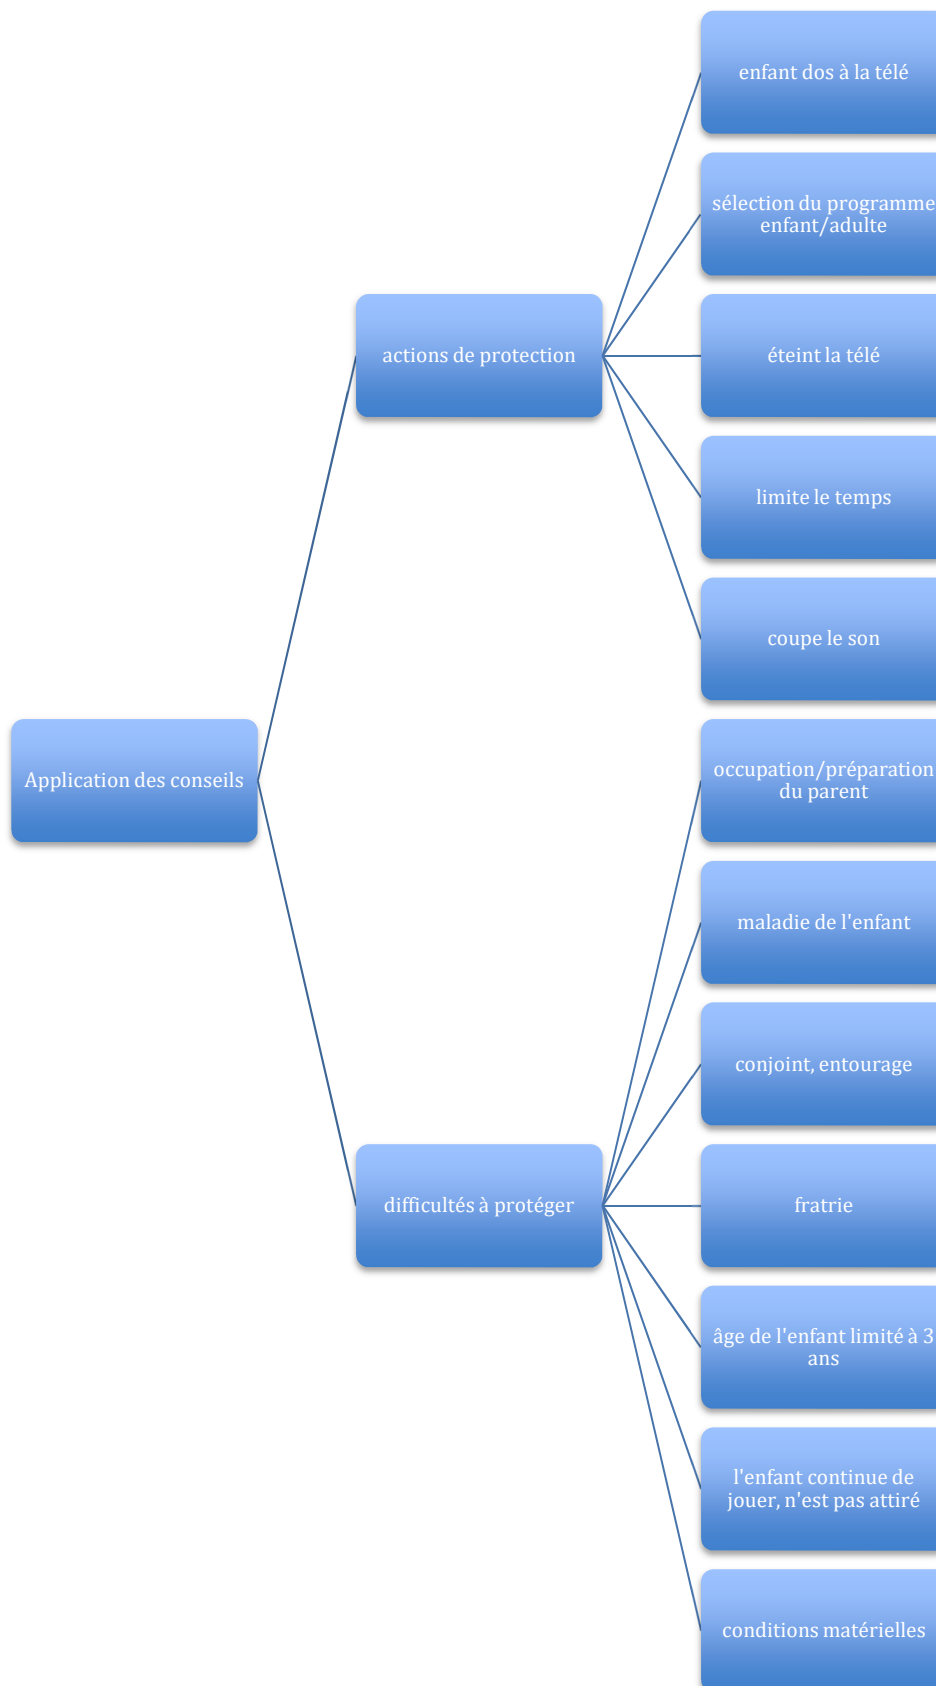 enfant dos à la télé
sélection du programme
enfant/adulte
actions de protection
éteint la télé
limite le temps
coupe le son
Application des conseils
occupation/préparation
du parent
maladie de l'enfant
conjoint, entourage
difficultés à protéger
fratrie
âge de l'enfant limité à 3
ans
l'enfant continue de
jouer, n'est pas attiré
conditions matérielles